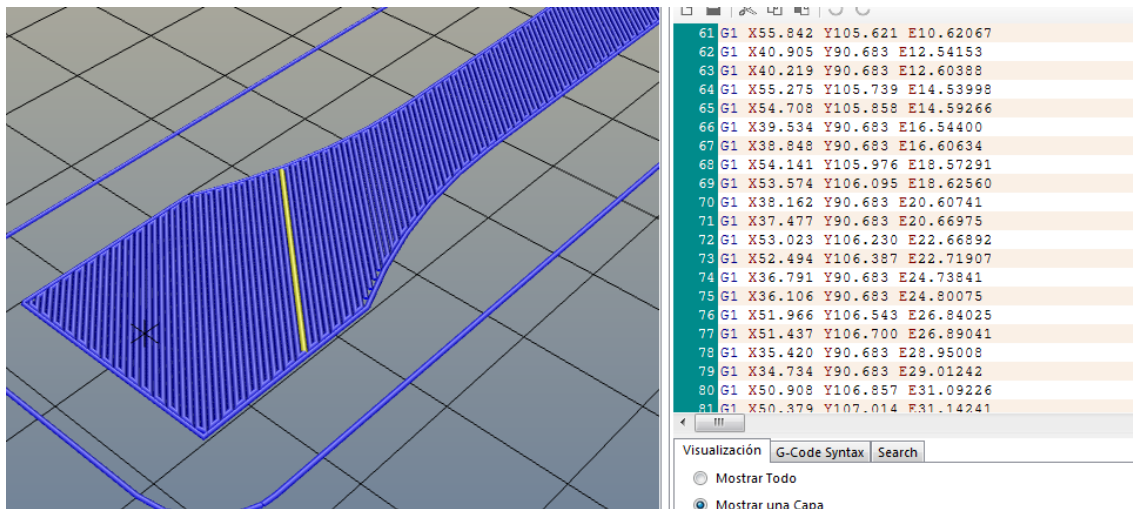 61 G1 X55.842 Y105.621 E10.62067
62 G1 X40.905 Y90.683 E12.54153
63 G1 X40.219 Y90.683 E12.60388
64 G1 X55.275 Y105.739 E14.53998
65 G1 X54.708 Y105.858 E14.59266
66 G1 X39.534 Y90.683 E16.54400
67 G1 X38.848 Y90.683 E16.60634
68 G1 X54.141 Y105.976 E18.57291
69 G1 X53.574 Y106.095 E18.62560
70 G1 X38.162 Y90.683 E20.60741
71 G1 X37.477 Y90.683 E20.66975
72 G1 X53.023 Y106.230 E22.66892
73 G1 X52.494 Y106.387 E22.71907
74 G1 X36.791 Y90.683 E24.73841
75 G1 X36.106 Y90.683 E24.80075
76 G1 X51.966 Y106.543 E26.84025
77 G1 X51.437 Y106.700 E26.89041
78 G1 X35.420 Y90.683 E28.95008
79 G1 X34.734 Y90.683 E29.01242
80 G1 X50.908 Y106.857 E31.09226
81 G1 X50.379 Y107.014 E31.14241
Visualización G-Code Syntax Search
Mostrar Todo
Mostrar una Capa